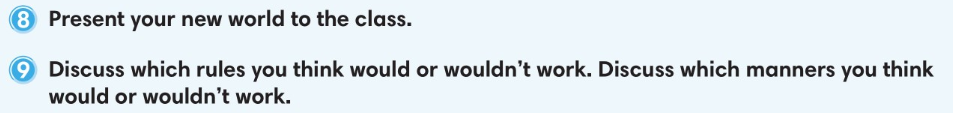 8 Present your new world to the class.
9 Discuss which rules you think would or wouldn't work. Discuss which manners you think
would or wouldn't work.